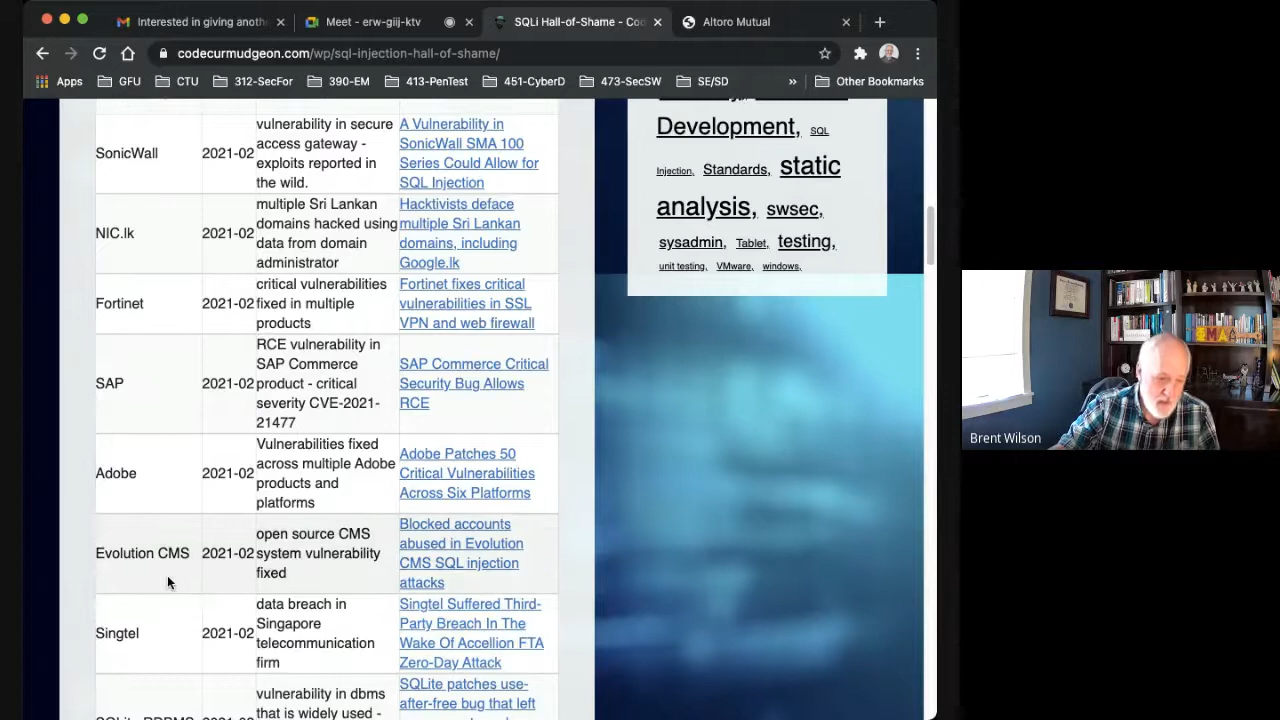 Interested in giving anoth
Meet - erw-giij-ktv
SQLi Hall-of-Shame - Co
Altoro Mutual
codecurmudgeon.com/wp/sql-injection-hall-of-shame/
Apps
GFU
CTU
312-SecFor
390-EM
413-PenTest
451-CyberD
473-SecSW
SE/SD
»
Other Bookmarks
SonicWall
2021-02
vulnerability in secure
access gateway -
exploits reported in
the wild.
A Vulnerability in
SonicWall SMA 100
Series Could Allow for
SQL Injection
NIC.lk
2021-02
multiple Sri Lankan
domains hacked using
data from domain
administrator
Hacktivists deface
multiple Sri Lankan
domains, including
Google.lk
Fortinet
2021-02
critical vulnerabilities
fixed in multiple
products
Fortinet fixes critical
vulnerabilities in SSL
VPN and web firewall
SAP
2021-02
RCE vulnerability in
SAP Commerce
product - critical
severity CVE-2021-
21477
SAP Commerce Critical
Security Bug Allows
RCE
Adobe
2021-02
Vulnerabilities fixed
across multiple Adobe
products and
platforms
Adobe Patches 50
Critical Vulnerabilities
Across Six Platforms
Evolution CMS
2021-02
open source CMS
system vulnerability
fixed
Blocked accounts
abused in Evolution
CMS SQL injection
attacks
Singtel
2021-02
data breach in
Singapore
telecommunication
firm
Singtel Suffered Third-
Party Breach In The
Wake Of Accellion FTA
Zero-Day Attack
vulnerability in dbms
that is widely used -
SQLite patches use-
after-free bug that left
Development, SQL
Injection, Standards, static
analysis, swsec,
sysadmin, Tablet, testing,
unit testing, VMware, windows,
Brent Wilson